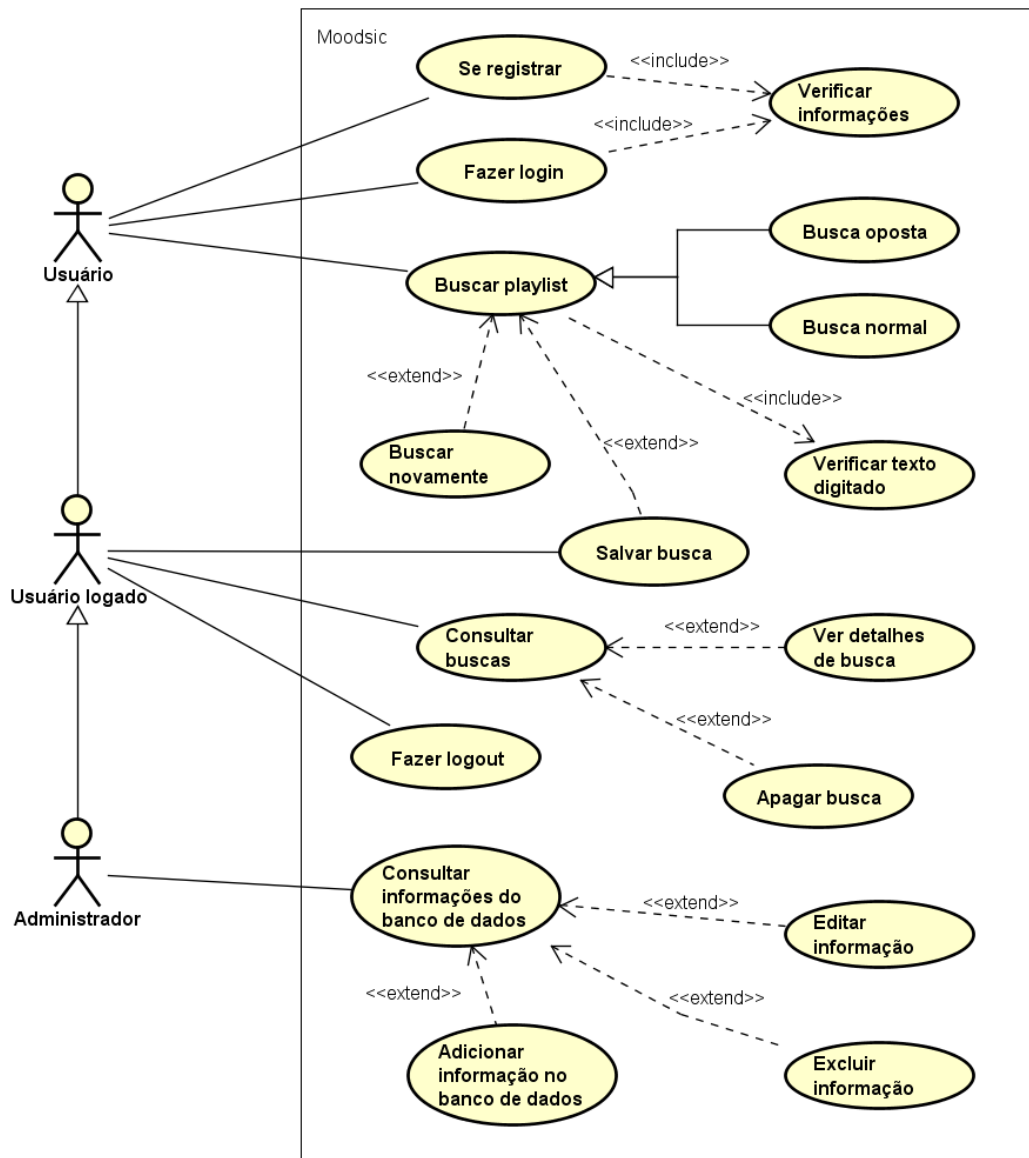 Moodsic
Se registrar
<<include>>
Verificar
informações
<<include>>
Fazer login
Usuário
Busca oposta
Buscar playlist
Busca normal
<<extend>>
<<include>>
<<extend>>
Buscar
novamente
Verificar texto
digitado
Salvar busca
Usuário logado
Consultar
buscas
<<extend>>
Ver detalhes
de busca
<<extend>>
Fazer logout
Apagar busca
Administrador
Consultar
informações do
banco de dados
<<extend>>
Editar
informação
<<extend>>
<<extend>>
Adicionar
informação no
banco de dados
Excluir
informação